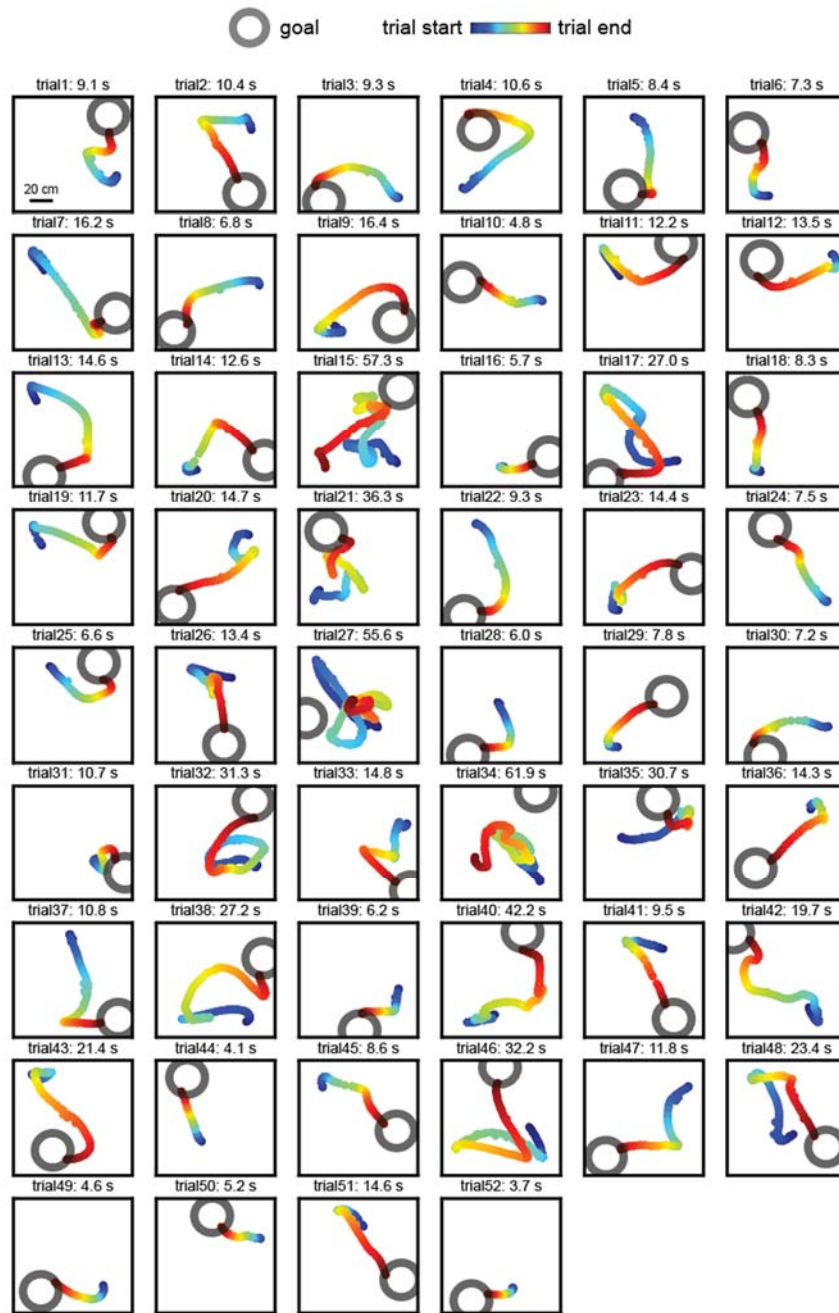 goal trial start trial end
trial1: 9.1 s trial2: 10.4 s trial3: 9.3 s trial4: 10.6 s trial5: 8.4 s trial6: 7.3 s
20 cm
trial7: 16.2 s trial8: 6.8 s trial9: 16.4 s trial10: 4.8 s trial11: 12.2 s trial12: 13.5 s
trial13: 14.6 s trial14: 12.6 s trial15: 57.3 s trial16: 5.7 s trial17: 27.0 s trial18: 8.3 s
trial19: 11.7 s trial20: 14.7 s trial21: 36.3 s trial22: 9.3 s trial23: 14.4 s trial24: 7.5 s
trial25: 6.6 s trial26: 13.4 s trial27: 55.6 s trial28: 6.0 s trial29: 7.8 s trial30: 7.2 s
trial31: 10.7 s trial32: 31.3 s trial33: 14.8 s trial34: 61.9 s trial35: 30.7 s trial36: 14.3 s
trial37: 10.8 s trial38: 27.2 s trial39: 6.2 s trial40: 42.2 s trial41: 9.5 s trial42: 19.7 s
trial43: 21.4 s trial44: 4.1 s trial45: 8.6 s trial46: 32.2 s trial47: 11.8 s trial48: 23.4 s
trial49: 4.6 s trial50: 5.2 s trial51: 14.6 s trial52: 3.7 s